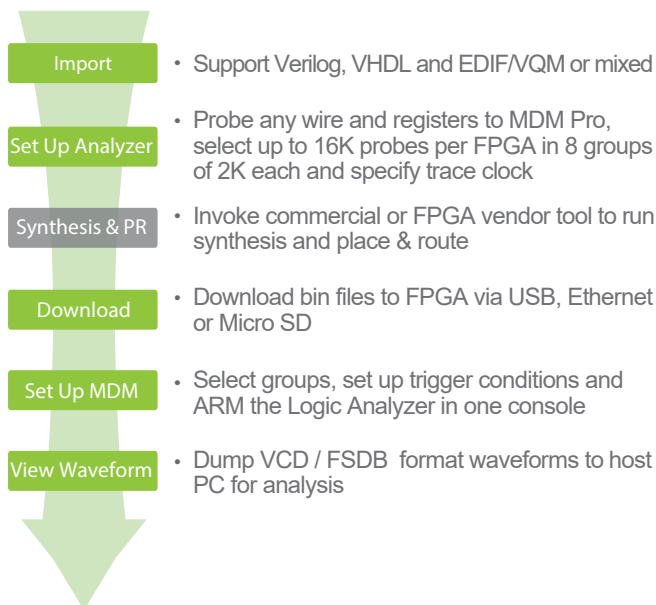 Import
• Support Verilog, VHDL and EDIF/VQM or mixed
Set Up Analyzer
• Probe any wire and registers to MDM Pro,
select up to 16K probes per FPGA in 8 groups
of 2K each and specify trace clock
Synthesis & PR
• Invoke commercial or FPGA vendor tool to run
synthesis and place & route
Download
• Download bin files to FPGA via USB, Ethernet
or Micro SD
Set Up MDM
• Select groups, set up trigger conditions and
ARM the Logic Analyzer in one console
View Waveform
• Dump VCD / FSDB format waveforms to host
PC for analysis